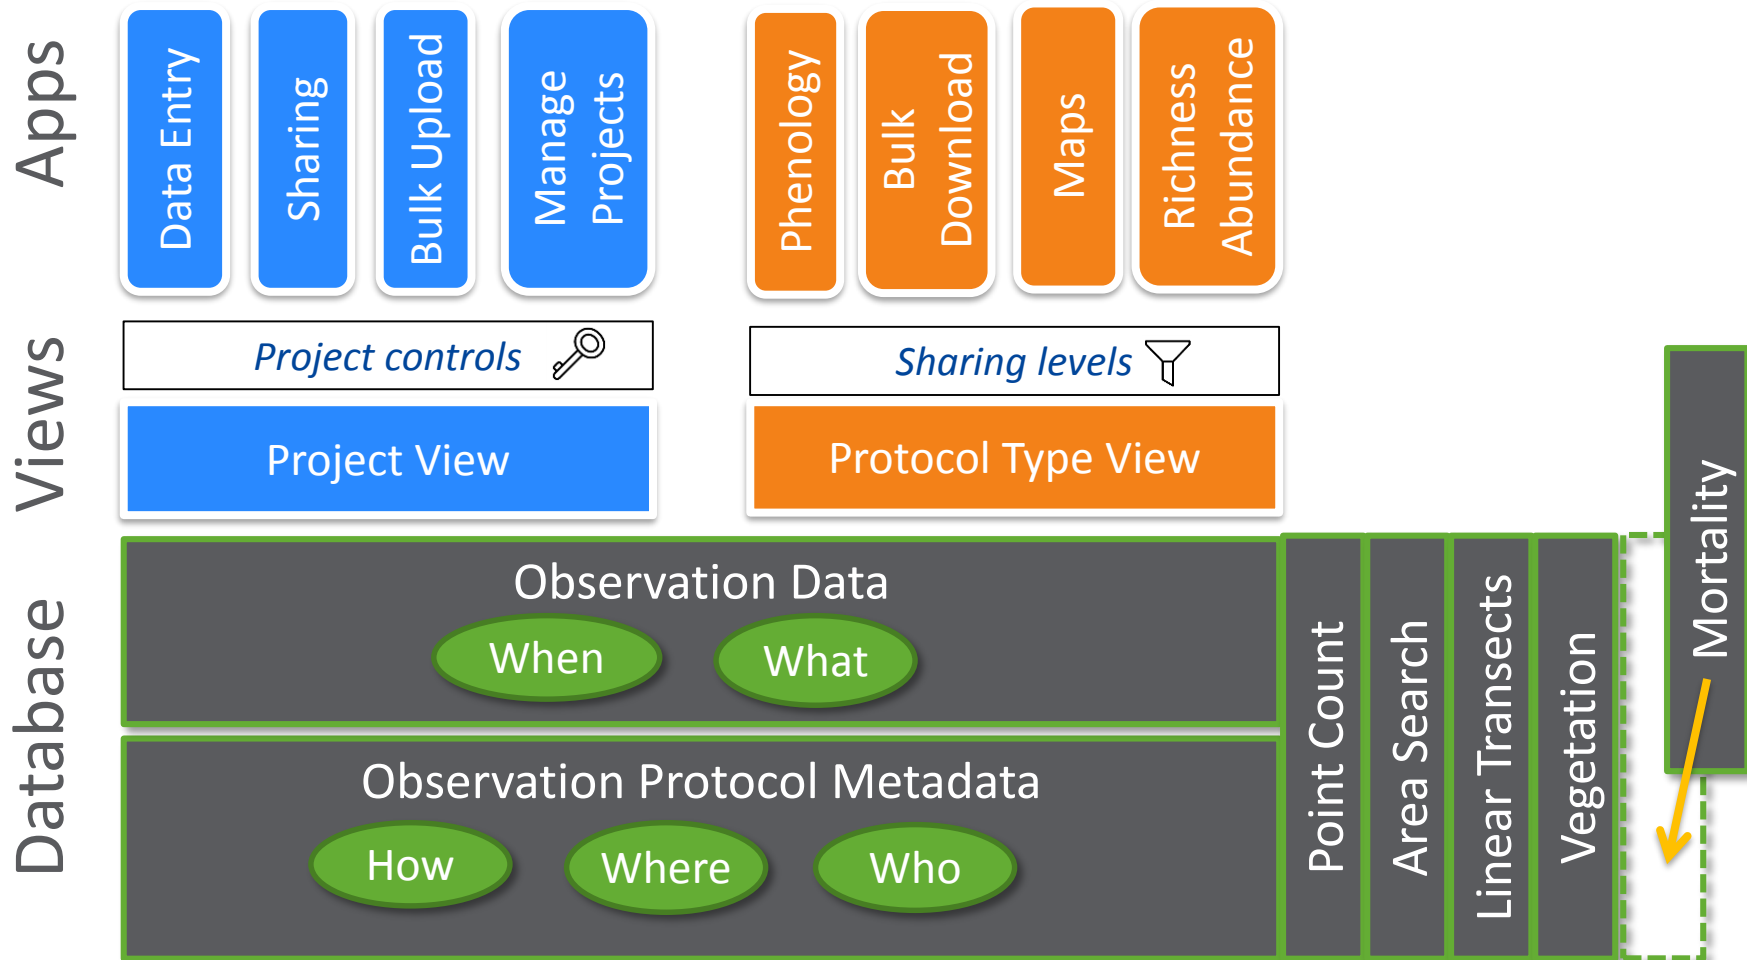 Apps
Data Entry
Sharing
Bulk Upload
Manage
Projects
Phenology
Bulk
Download
Maps
Richness
Abundance
Views
Project controls
Sharing levels
Project View
Protocol Type View
Database
Observation Data
When
What
Observation Protocol Metadata
How
Where
Who
Point Count
Area Search
Linear Transects
Vegetation
Mortality